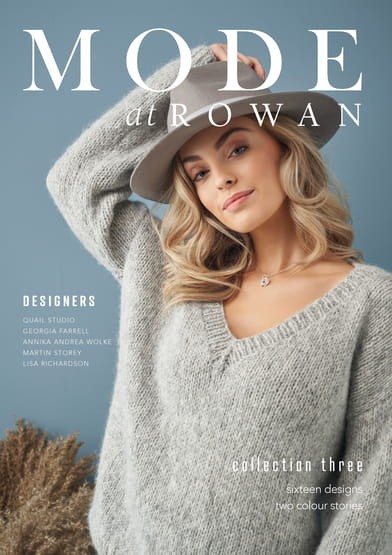 MODE
at ROWAN
DESIGNERS
QUAIL STUDIO
GEORGIA FARRELL
ANNIKA ANDREA WOLKE
MARTIN STOREY
LISA RICHARDSON
collection three
sixteen designs
two colour stories